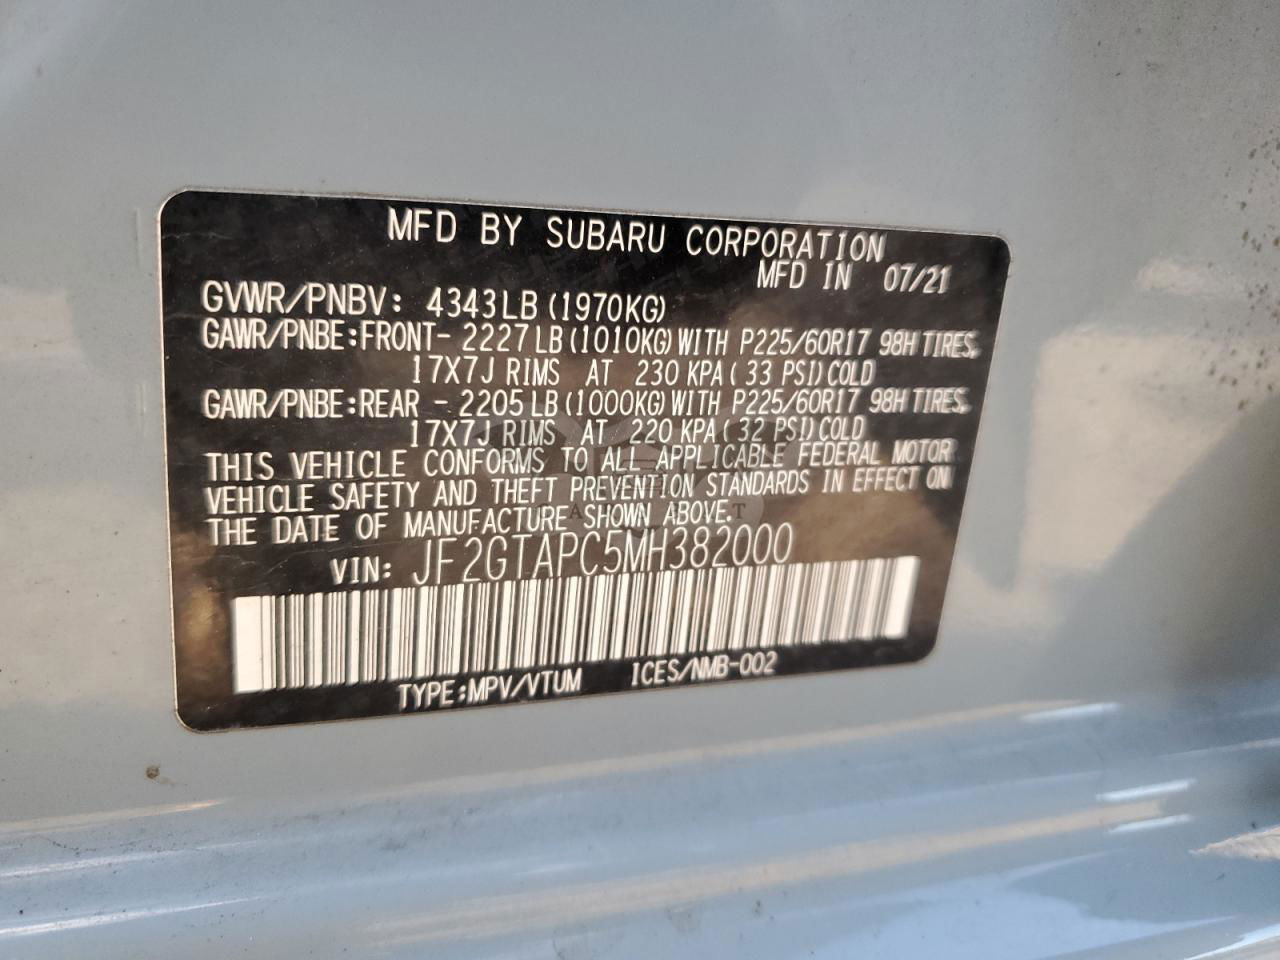 MFD BY SUBARU CORPORATION
MFD IN 07/21
GVWR/PNBV: 4343LB (1970KG)
GAWR/PNBE:FRONT- 2227LB (1010KG) WITH P225/60R17 98H TIRES,
17X7J RIMS AT 230 KPA ( 33 PSI) COLD
GAWR/PNBE:REAR - 2205LB (1000KG) WITH P225/60R17 98H TIRES,
17X7J RIMS AT 220 KPA ( 32 PSI) COLD
THIS VEHICLE CONFORMS TO ALL APPLICABLE FEDERAL MOTOR
VEHICLE SAFETY AND THEFT PREVENTION STANDARDS IN EFFECT ON
THE DATE OF MANUFACTURE SHOWN ABOVE.
VIN: JF2GTAPC5MH382000
TYPE:MPV/VTUM ICES/NMB-002